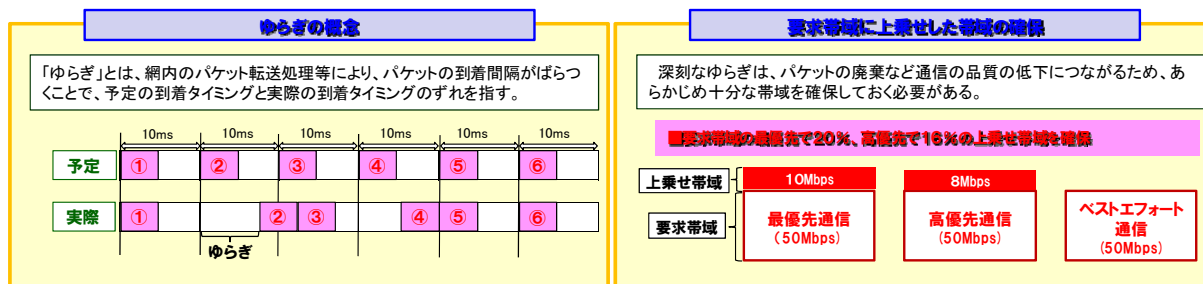 ゆらぎの概念
「ゆらぎ」とは、網内のパケット転送処理等により、パケットの到着間隔がばらつ
くことで、予定の到着タイミングと実際の到着タイミングのずれを指す。
10ms 10ms 10ms 10ms 10ms 10ms
予定 ① ② ③ ④ ⑤ ⑥
実際 ① ② ③ ④ ⑤ ⑥
ゆらぎ
要求帯域に上乗せした帯域の確保
深刻なゆらぎは、パケットの廃棄など通信の品質の低下につながるため、あ
らかじめ十分な帯域を確保しておく必要がある。
■要求帯域の最優先で20%、高優先で16%の上乗せ帯域を確保
上乗せ帯域 10Mbps 8Mbps
要求帯域
最優先通信
(50Mbps)
高優先通信
(50Mbps)
ベストエフォート
通信
(50Mbps)